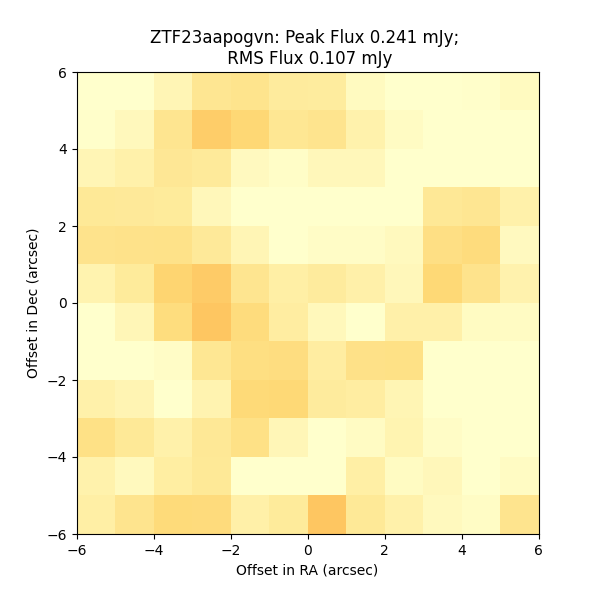 ZTF23aapogvn: Peak Flux 0.241 mJy;
RMS Flux 0.107 mJy
6
4
2
0
−2
−4
−6
Offset in Dec (arcsec)
−6 −4 −2 0 2 4 6
Offset in RA (arcsec)